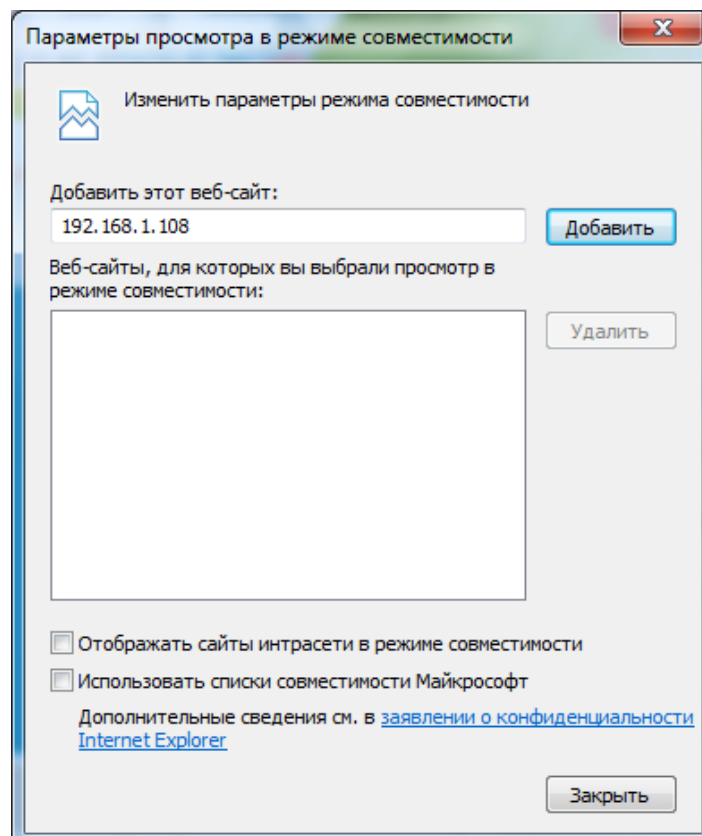 Параметры просмотра в режиме совместимости
Изменить параметры режима совместимости
Добавить этот веб-сайт:
192.168.1.108
Добавить
Веб-сайты, для которых вы выбрали просмотр в
режиме совместимости:
Удалить
Отображать сайты интрасети в режиме совместимости
Использовать списки совместимости Майкрософт
Дополнительные сведения см. в заявлении о конфиденциальности
Internet Explorer
Закрыть